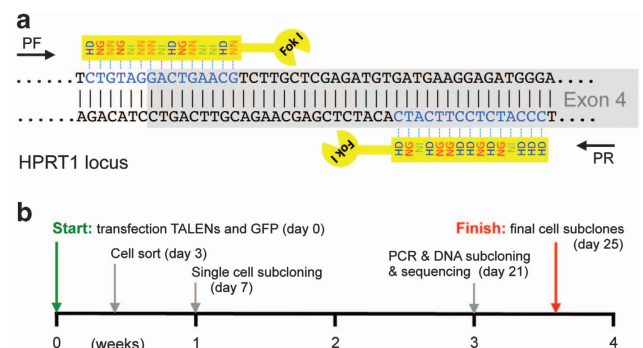 a
PF
HD NG NN NG NI NN NN NI HD NG NN NI NI HD NN
Fok I
......TCTGTAGGACTGAACGTCTTGCTCGAGATGTGATGAAGGAGATGGGA....
Exon 4
......AGACATCCTGACTTGCAGAACGAGCTCTACACTACTTCCTCTACCCT....
Fok I
HD NG NI HD NG NG HD HD NG HD NG NI HD HD HD
PR
HPRT1 locus
b
Start: transfection TALENs and GFP (day 0)
Finish: final cell subclones
(day 25)
Cell sort (day 3)
Single cell subcloning
(day 7)
PCR & DNA subcloning
& sequencing (day 21)
0 (weeks) 1 2 3 4